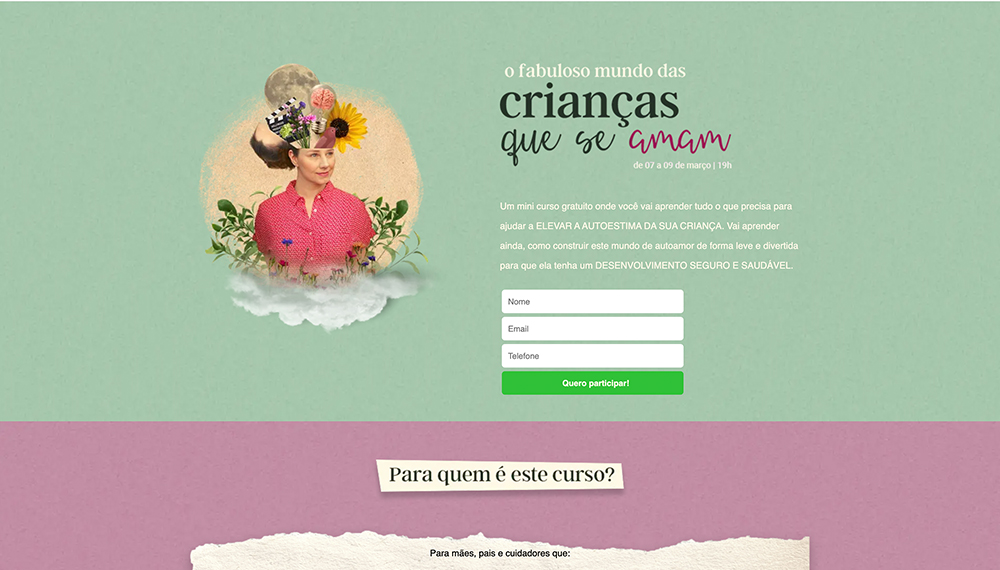 o fabuloso mundo das
crianças
que se amam
de 07 a 09 de março | 19h
Um mini curso gratuito onde você vai aprender tudo o que precisa para
ajudar a ELEVAR A AUTOESTIMA DA SUA CRIANÇA. Vai aprender
ainda, como construir este mundo de autoamor de forma leve e divertida
para que ela tenha um DESENVOLVIMENTO SEGURO E SAUDÁVEL.
Nome
Email
Telefone
Quero participar!
Para quem é este curso?
Para mães, pais e cuidadores que: